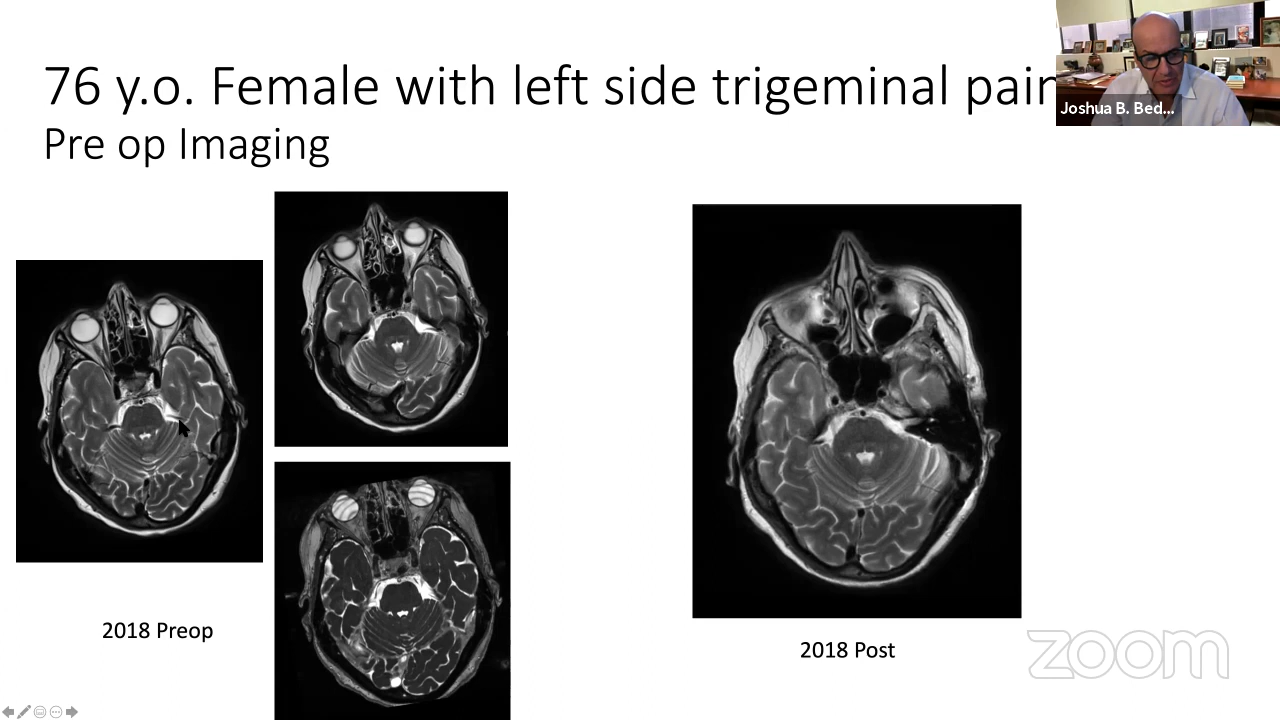 76 y.o. Female with left side trigeminal pain
Pre op Imaging
Joshua B. Bed...
2018 Preop
2018 Post
zoom